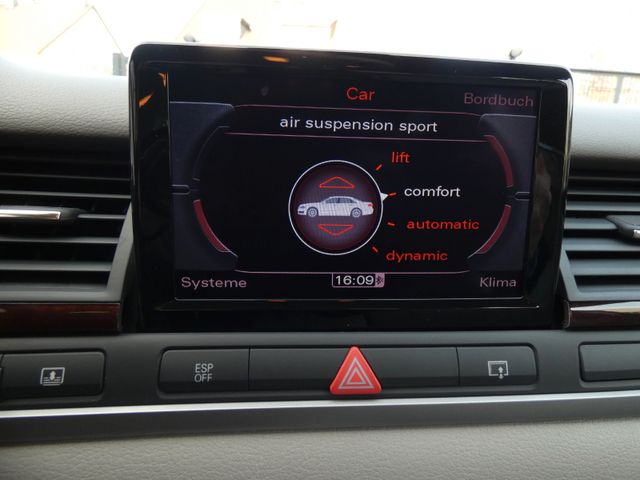 Car
Bordbuch
air suspension sport
lift
comfort
automatic
dynamic
Systeme
16:09
Klima
ESP
OFF